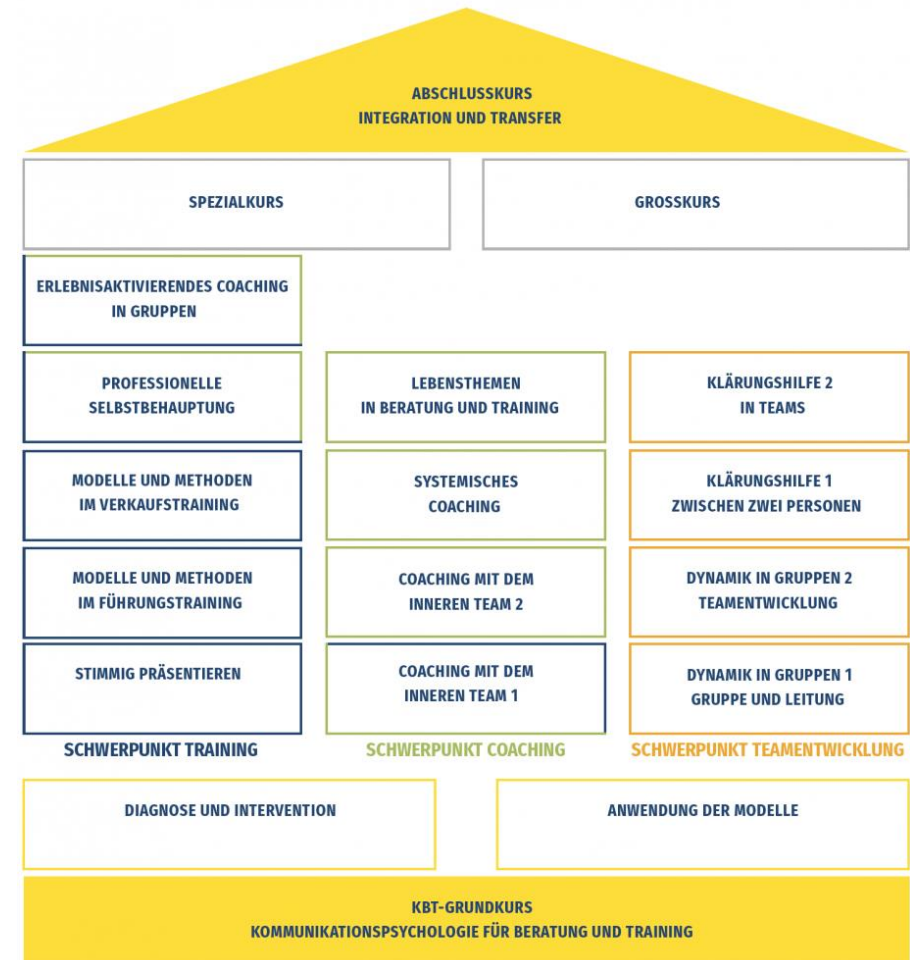 ABSCHLUSSKURS
INTEGRATION UND TRANSFER
SPEZIALKURS
GROSSKURS
ERLEBNISAKTIVIERENDES COACHING
IN GRUPPEN
PROFESSIONELLE
SELBSTBEHAUPTUNG
LEBENSTHEMEN
IN BERATUNG UND TRAINING
KLÄRUNGSHILFE 2
IN TEAMS
MODELLE UND METHODEN
IM VERKAUFSTRAINING
SYSTEMISCHES
COACHING
KLÄRUNGSHILFE 1
ZWISCHEN ZWEI PERSONEN
MODELLE UND METHODEN
IM FÜHRUNGSTRAINING
COACHING MIT DEM
INNEREN TEAM 2
DYNAMIK IN GRUPPEN 2
TEAMENTWICKLUNG
STIMMIG PRÄSENTIEREN
COACHING MIT DEM
INNEREN TEAM 1
DYNAMIK IN GRUPPEN 1
GRUPPE UND LEITUNG
SCHWERPUNKT TRAINING
SCHWERPUNKT COACHING
SCHWERPUNKT TEAMENTWICKLUNG
DIAGNOSE UND INTERVENTION
ANWENDUNG DER MODELLE
KBT-GRUNDKURS
KOMMUNIKATIONSPSYCHOLOGIE FÜR BERATUNG UND TRAINING